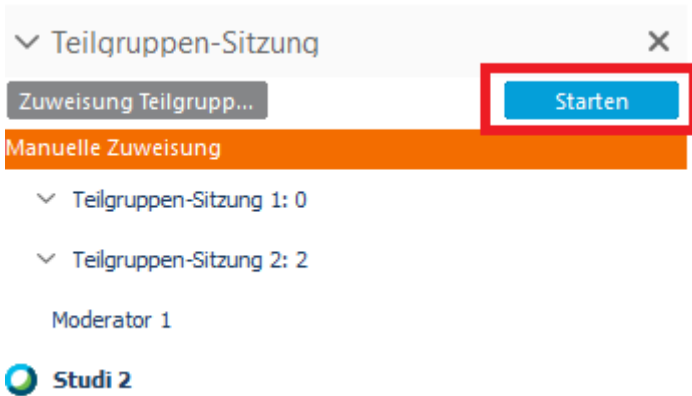 Teilgruppen-Sitzung
Zuweisung Teilgrupp... Starten
Manuelle Zuweisung
Teilgruppen-Sitzung 1: 0
Teilgruppen-Sitzung 2: 2
Moderator 1
Studi 2